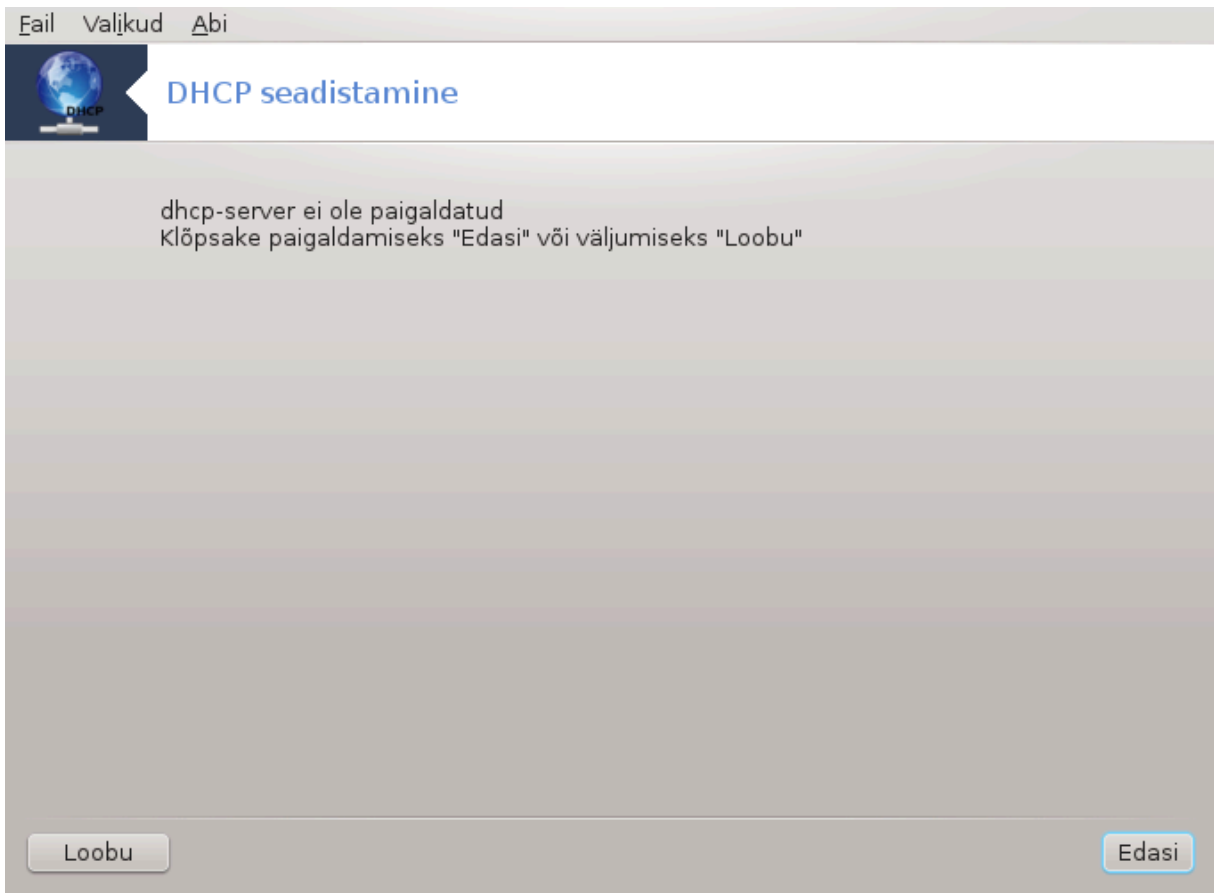 Fail Valikud Abi
DHCP
DHCP seadistamine
dhcp-server ei ole paigaldatud
Klõpsake paigaldamiseks "Edasi" või väljumiseks "Loobu"
Loobu Edasi